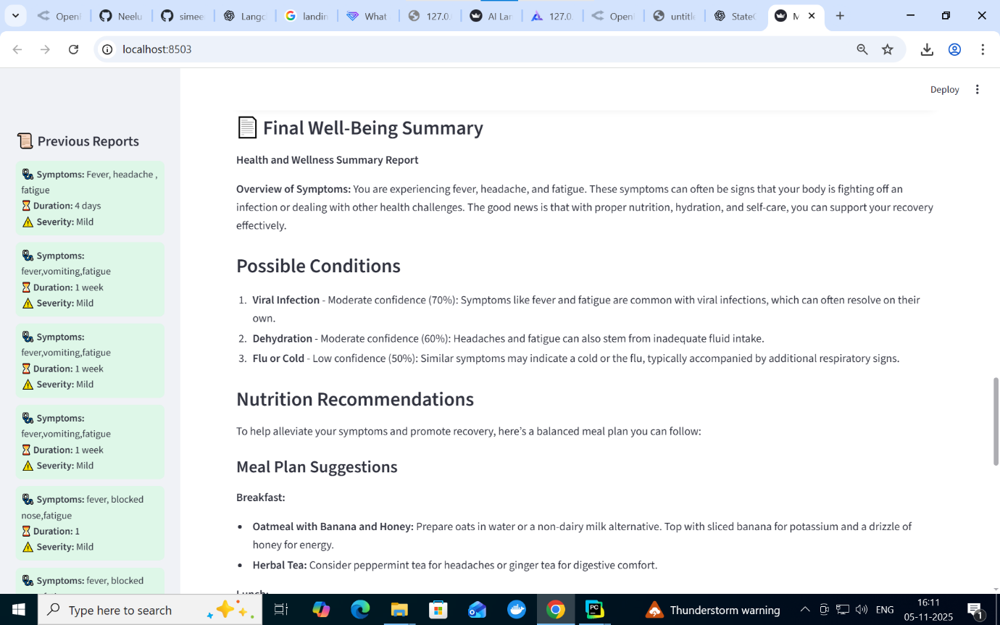 OpenI
Neelu
simee
Langc
landin
What
127.0.
AI Lar
127.0.
OpenI
untitle
StateG
localhost:8503
Deploy
Previous Reports
Symptoms: Fever, headache ,
fatigue
Duration: 4 days
Severity: Mild
Symptoms:
fever,vomiting,fatigue
Duration: 1 week
Severity: Mild
Symptoms:
fever,vomiting,fatigue
Duration: 1 week
Severity: Mild
Symptoms:
fever,vomiting,fatigue
Duration: 1 week
Severity: Mild
Symptoms: fever, blocked
nose,fatigue
Duration: 1
Severity: Mild
Symptoms: fever, blocked
Final Well-Being Summary
Health and Wellness Summary Report
Overview of Symptoms: You are experiencing fever, headache, and fatigue. These symptoms can often be signs that your body is fighting off an
infection or dealing with other health challenges. The good news is that with proper nutrition, hydration, and self-care, you can support your recovery
effectively.
Possible Conditions
1. Viral Infection - Moderate confidence (70%): Symptoms like fever and fatigue are common with viral infections, which can often resolve on their
own.
2. Dehydration - Moderate confidence (60%): Headaches and fatigue can also stem from inadequate fluid intake.
3. Flu or Cold - Low confidence (50%): Similar symptoms may indicate a cold or the flu, typically accompanied by additional respiratory signs.
Nutrition Recommendations
To help alleviate your symptoms and promote recovery, here's a balanced meal plan you can follow:
Meal Plan Suggestions
Breakfast:
• Oatmeal with Banana and Honey: Prepare oats in water or a non-dairy milk alternative. Top with sliced banana for potassium and a drizzle of
honey for energy.
• Herbal Tea: Consider peppermint tea for headaches or ginger tea for digestive comfort.
Lunch:
Type here to search
PC
Thunderstorm warning
ENG
16:11
05-11-2025
1